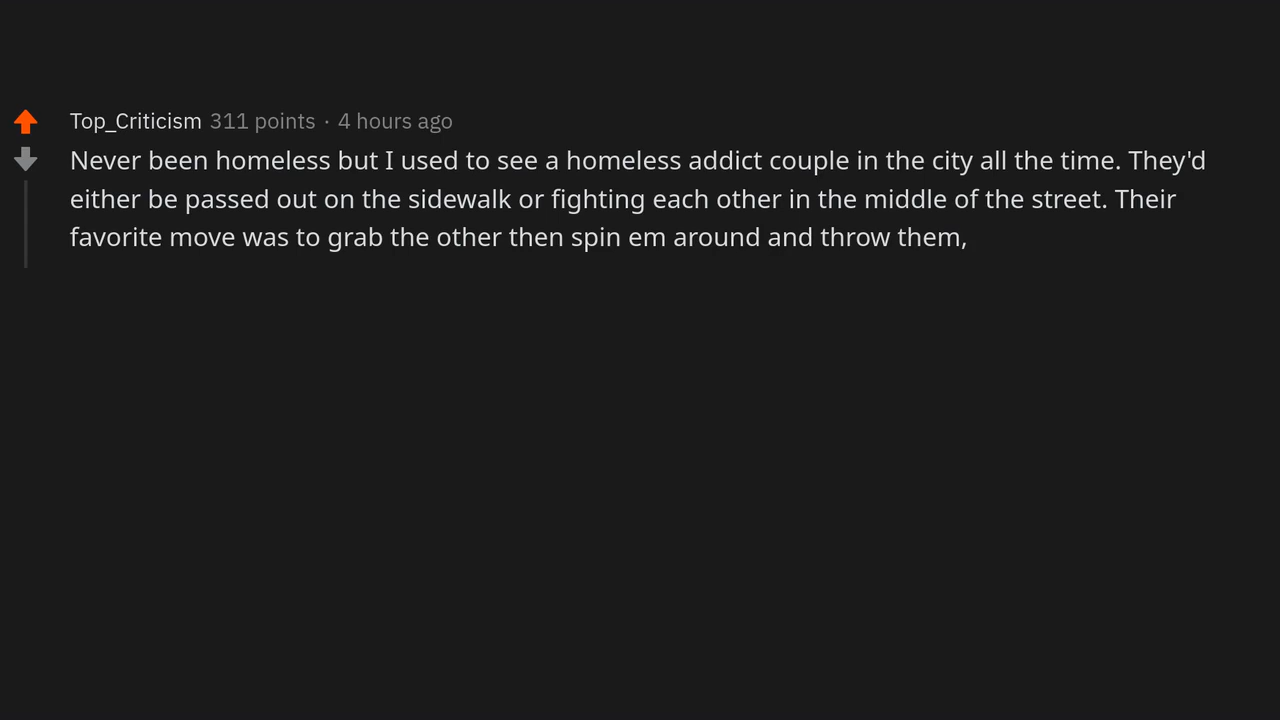 Top_Criticism 311 points · 4 hours ago
Never been homeless but I used to see a homeless addict couple in the city all the time. They'd
either be passed out on the sidewalk or fighting each other in the middle of the street. Their
favorite move was to grab the other then spin em around and throw them,